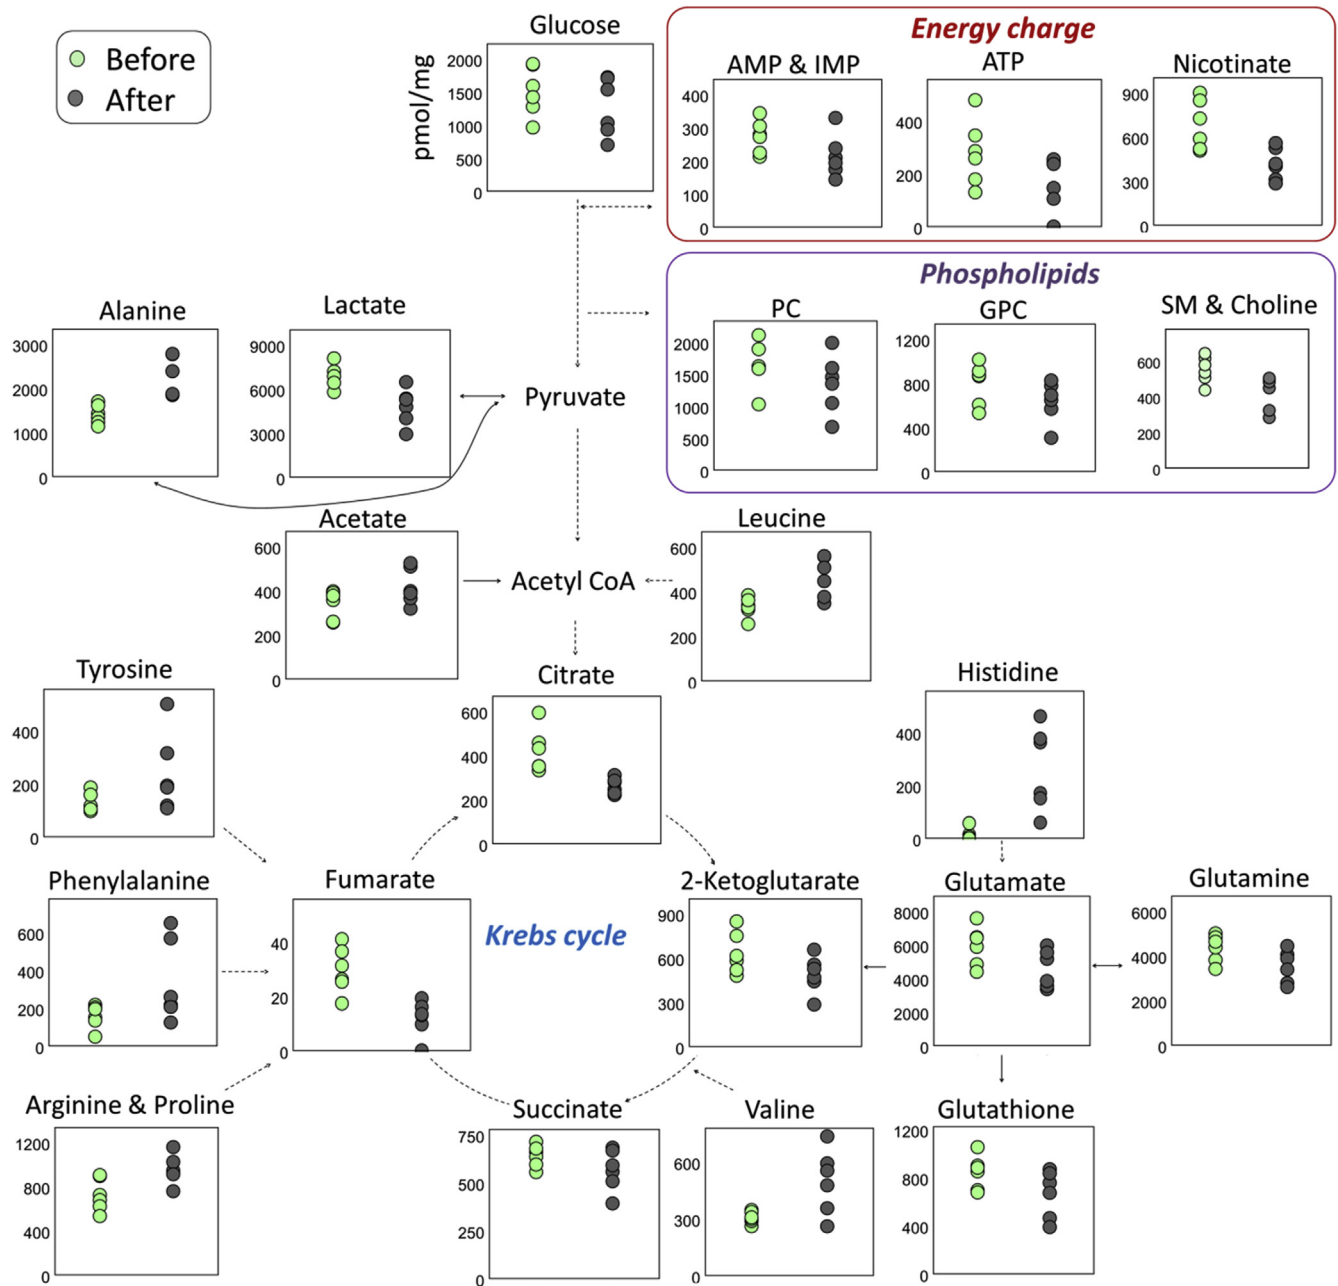 Before
After
Glucose
pmol/mg
2000
1500
1000
500
0
Energy charge
AMP & IMP
400
300
200
100
0
ATP
400
200
0
Nicotinate
900
600
300
0
Phospholipids
PC
2000
1500
1000
500
0
GPC
1200
800
400
0
SM & Choline
600
400
200
0
Alanine
3000
2000
1000
0
Lactate
9000
6000
3000
0
Pyruvate
Acetate
600
400
200
0
Acetyl CoA
Leucine
600
400
200
0
Tyrosine
400
200
0
Citrate
600
400
200
0
Histidine
400
200
0
Phenylalanine
600
400
200
0
Fumarate
40
20
0
Krebs cycle
2-Ketoglutarate
900
600
300
0
Glutamate
8000
6000
4000
2000
0
Glutamine
6000
4000
2000
0
Arginine & Proline
1200
800
400
0
Succinate
750
500
250
0
Valine
600
300
0
Glutathione
1200
800
400
0